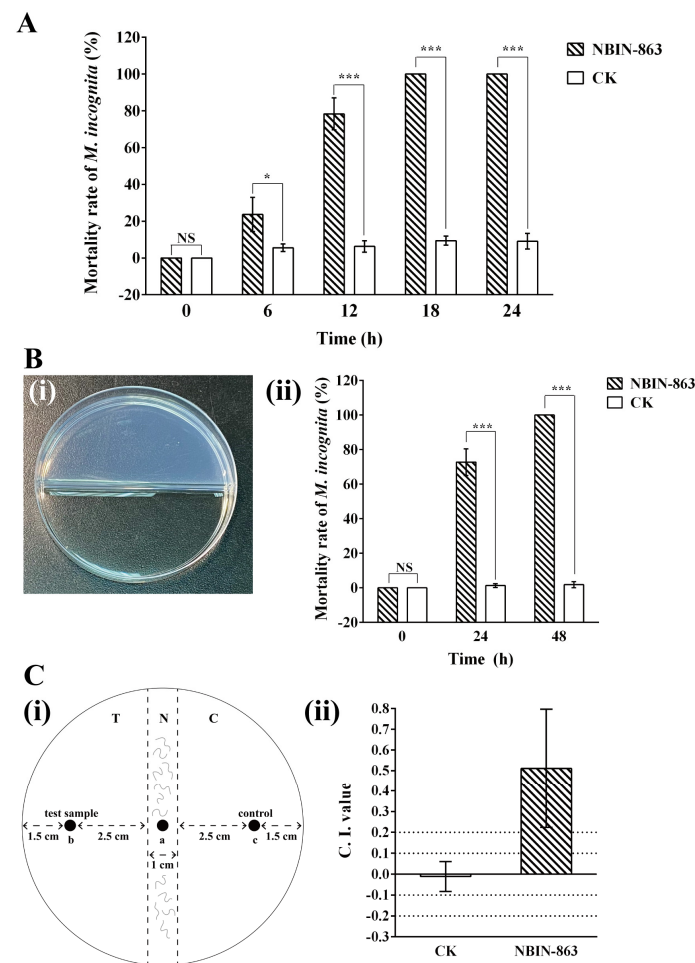 A
Mortality rate of M. incognita (%)
120
100
80
60
40
20
0
-20
NS
*
***
***
***
0 6 12 18 24
Time (h)
NBIN-863
CK
B
(i)
(ii)
Mortality rate of M. incognita (%)
120
100
80
60
40
20
0
-20
NS
***
***
0 24 48
Time (h)
NBIN-863
CK
C
(i)
T N C
test sample control
1.5 cm b 2.5 cm a 2.5 cm c 1.5 cm
1 cm
(ii)
C. I. value
0.8
0.7
0.6
0.5
0.4
0.3
0.2
0.1
0.0
-0.1
-0.2
-0.3
CK NBIN-863